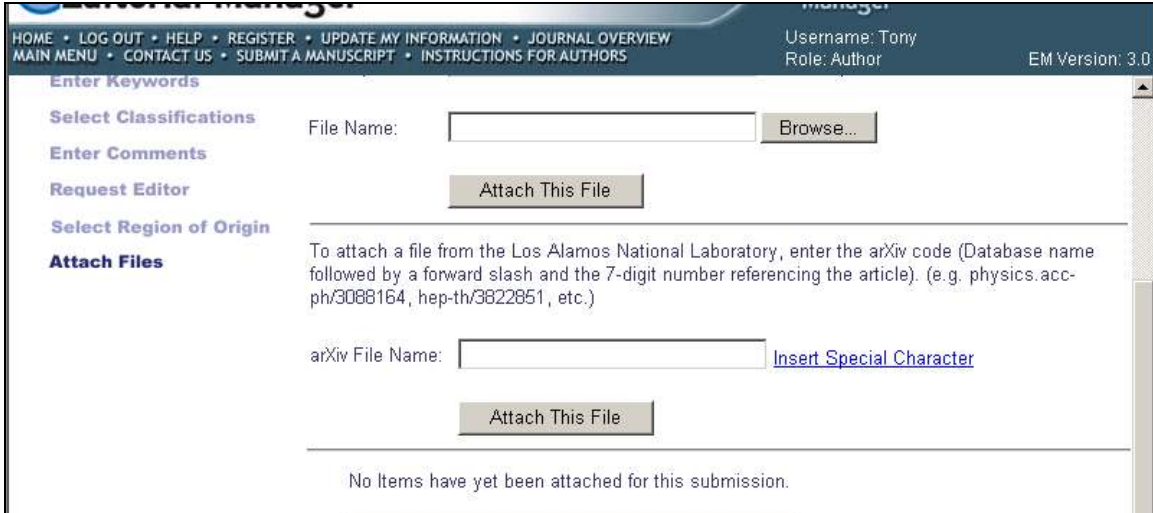 Editorial Manager
Manager
HOME • LOG OUT • HELP • REGISTER • UPDATE MY INFORMATION • JOURNAL OVERVIEW
MAIN MENU • CONTACT US • SUBMIT A MANUSCRIPT • INSTRUCTIONS FOR AUTHORS
Username: Tony
Role: Author
EM Version: 3.0
Enter Keywords
Select Classifications
Enter Comments
Request Editor
Select Region of Origin
Attach Files
File Name:
Browse...
Attach This File
To attach a file from the Los Alamos National Laboratory, enter the arXiv code (Database name
followed by a forward slash and the 7-digit number referencing the article). (e.g. physics.acc-
ph/3088164, hep-th/3822851, etc.)
arXiv File Name:
Insert Special Character
Attach This File
No Items have yet been attached for this submission.